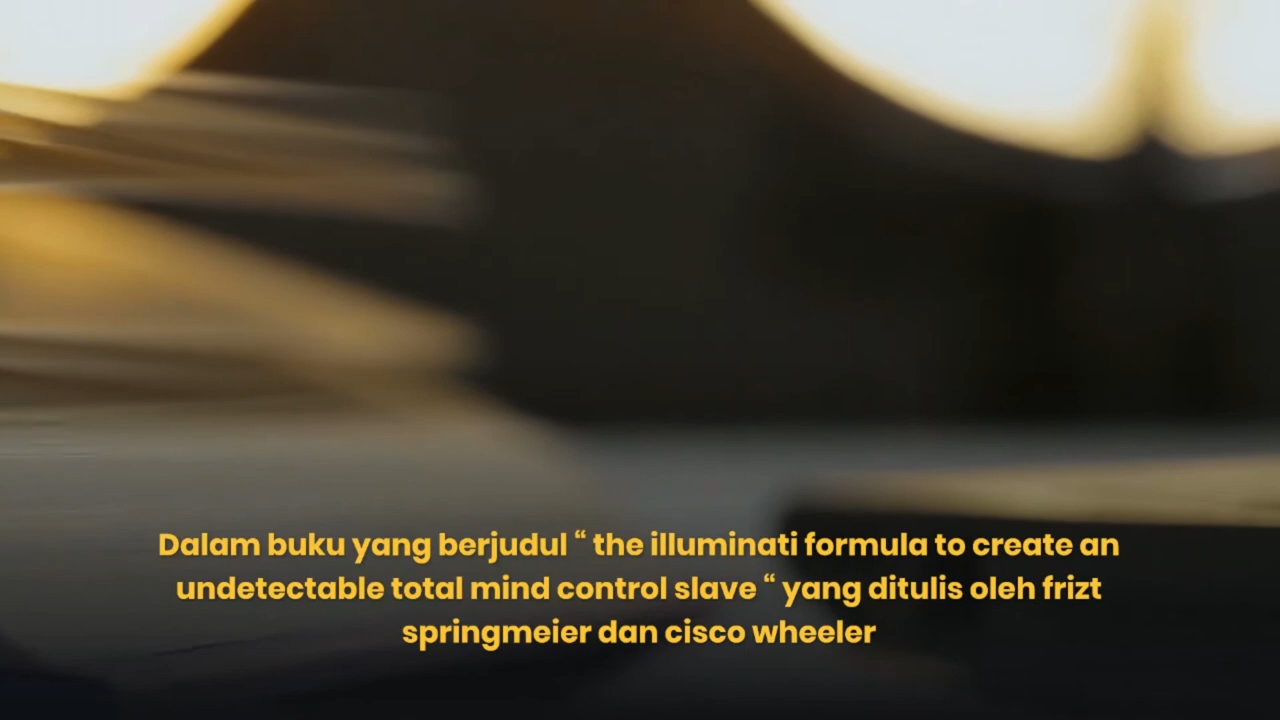 Dalam buku yang berjudul “ the illuminati formula to create an
undetectable total mind control slave “ yang ditulis oleh frizt
springmeier dan cisco wheeler